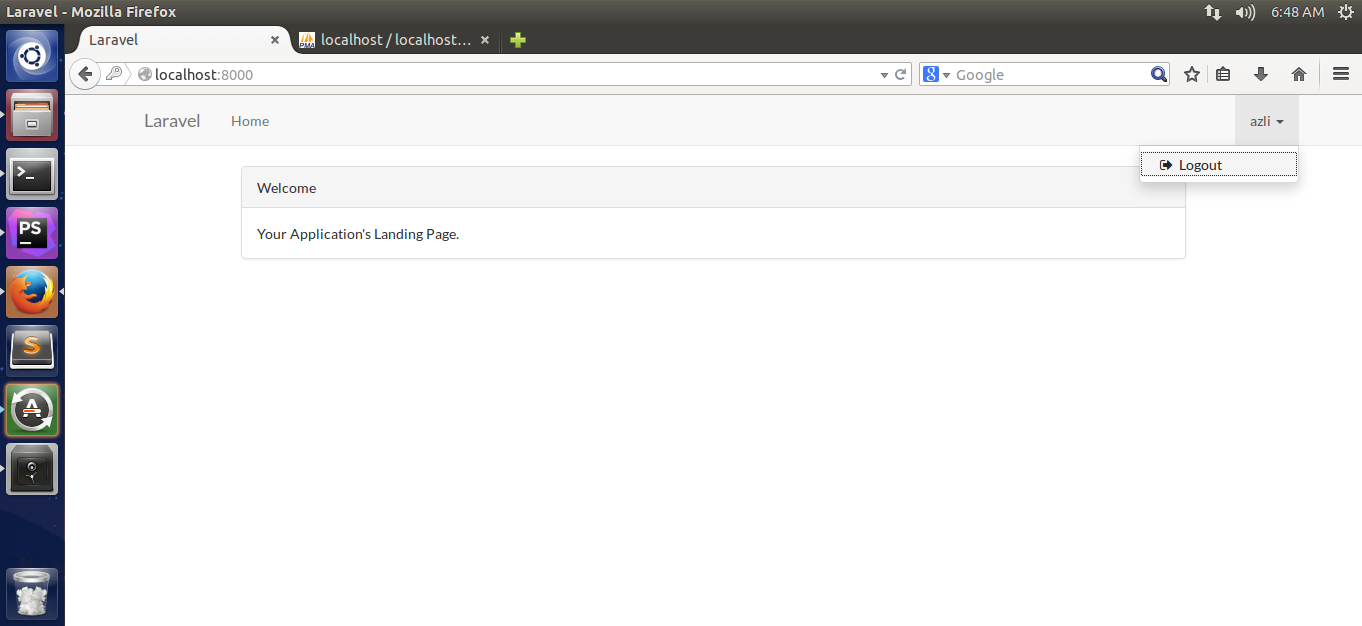 Laravel - Mozilla Firefox
6:48 AM
Laravel
localhost / localhost...
localhost:8000
Google
Laravel
Home
azli
Logout
Welcome
Your Application's Landing Page.
PS